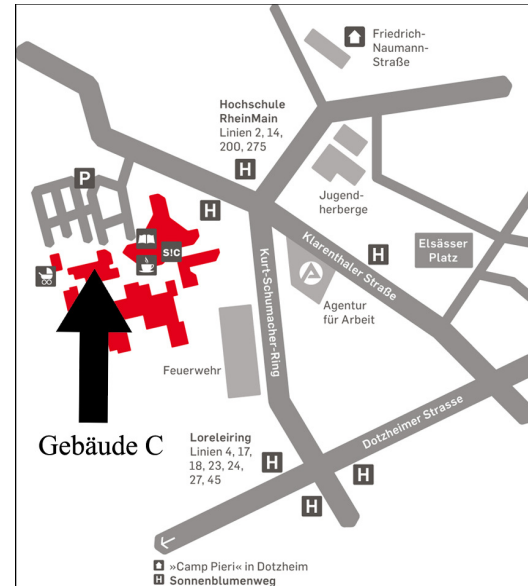 Friedrich-
Naumann-
Straße
Hochschule
RheinMain
Linien 2, 14,
200, 275
H
P
H
Jugend-
herberge
S!C
Klarenthaler Straße
H
Elsässer
Platz
Kurt-Schumacher-Ring
A
Agentur
für Arbeit
Feuerwehr
Gebäude C
Dotzheimer Strasse
Loreleiring
Linien 4, 17,
18, 23, 24,
27, 45
H
H
H
»Camp Pieri« in Dotzheim
H Sonnenblumenweg